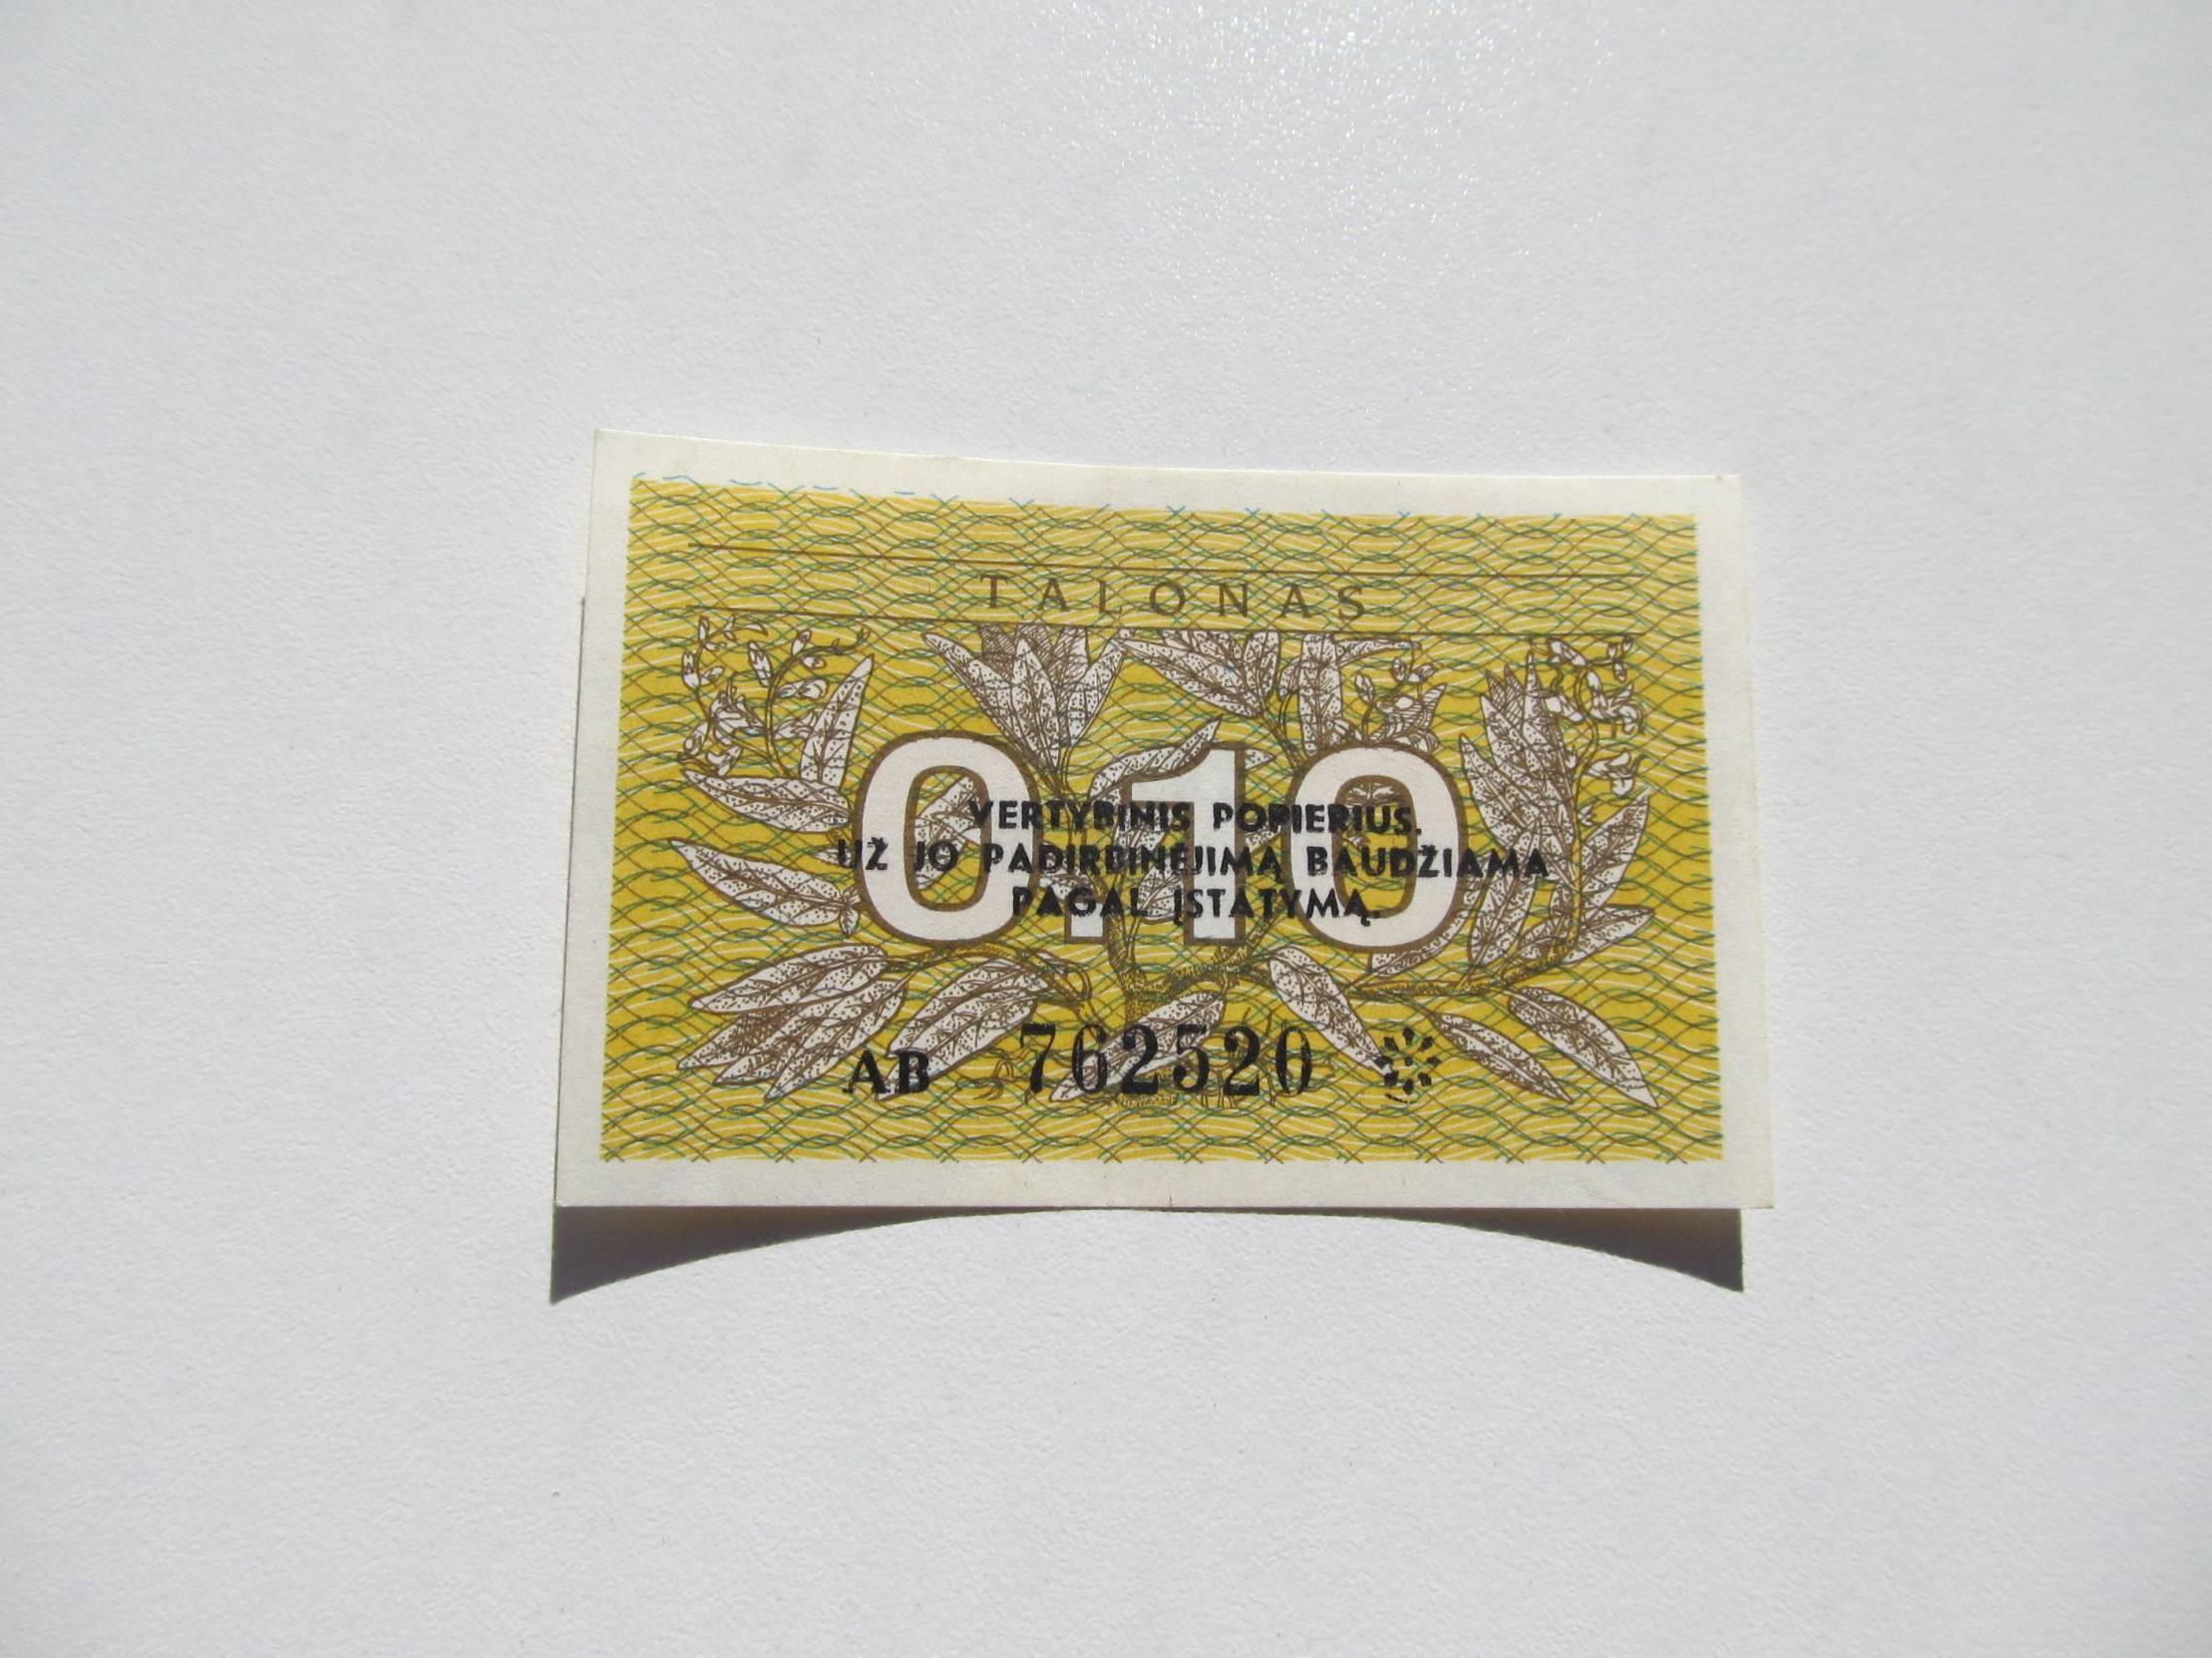 TALONAS
0.10
VERTYBINIS POPIERIUS.
UŽ JO PADIRBINĖJIMĄ BAUDŽIAMA
PAGAL ĮSTATYMĄ.
AB 762520